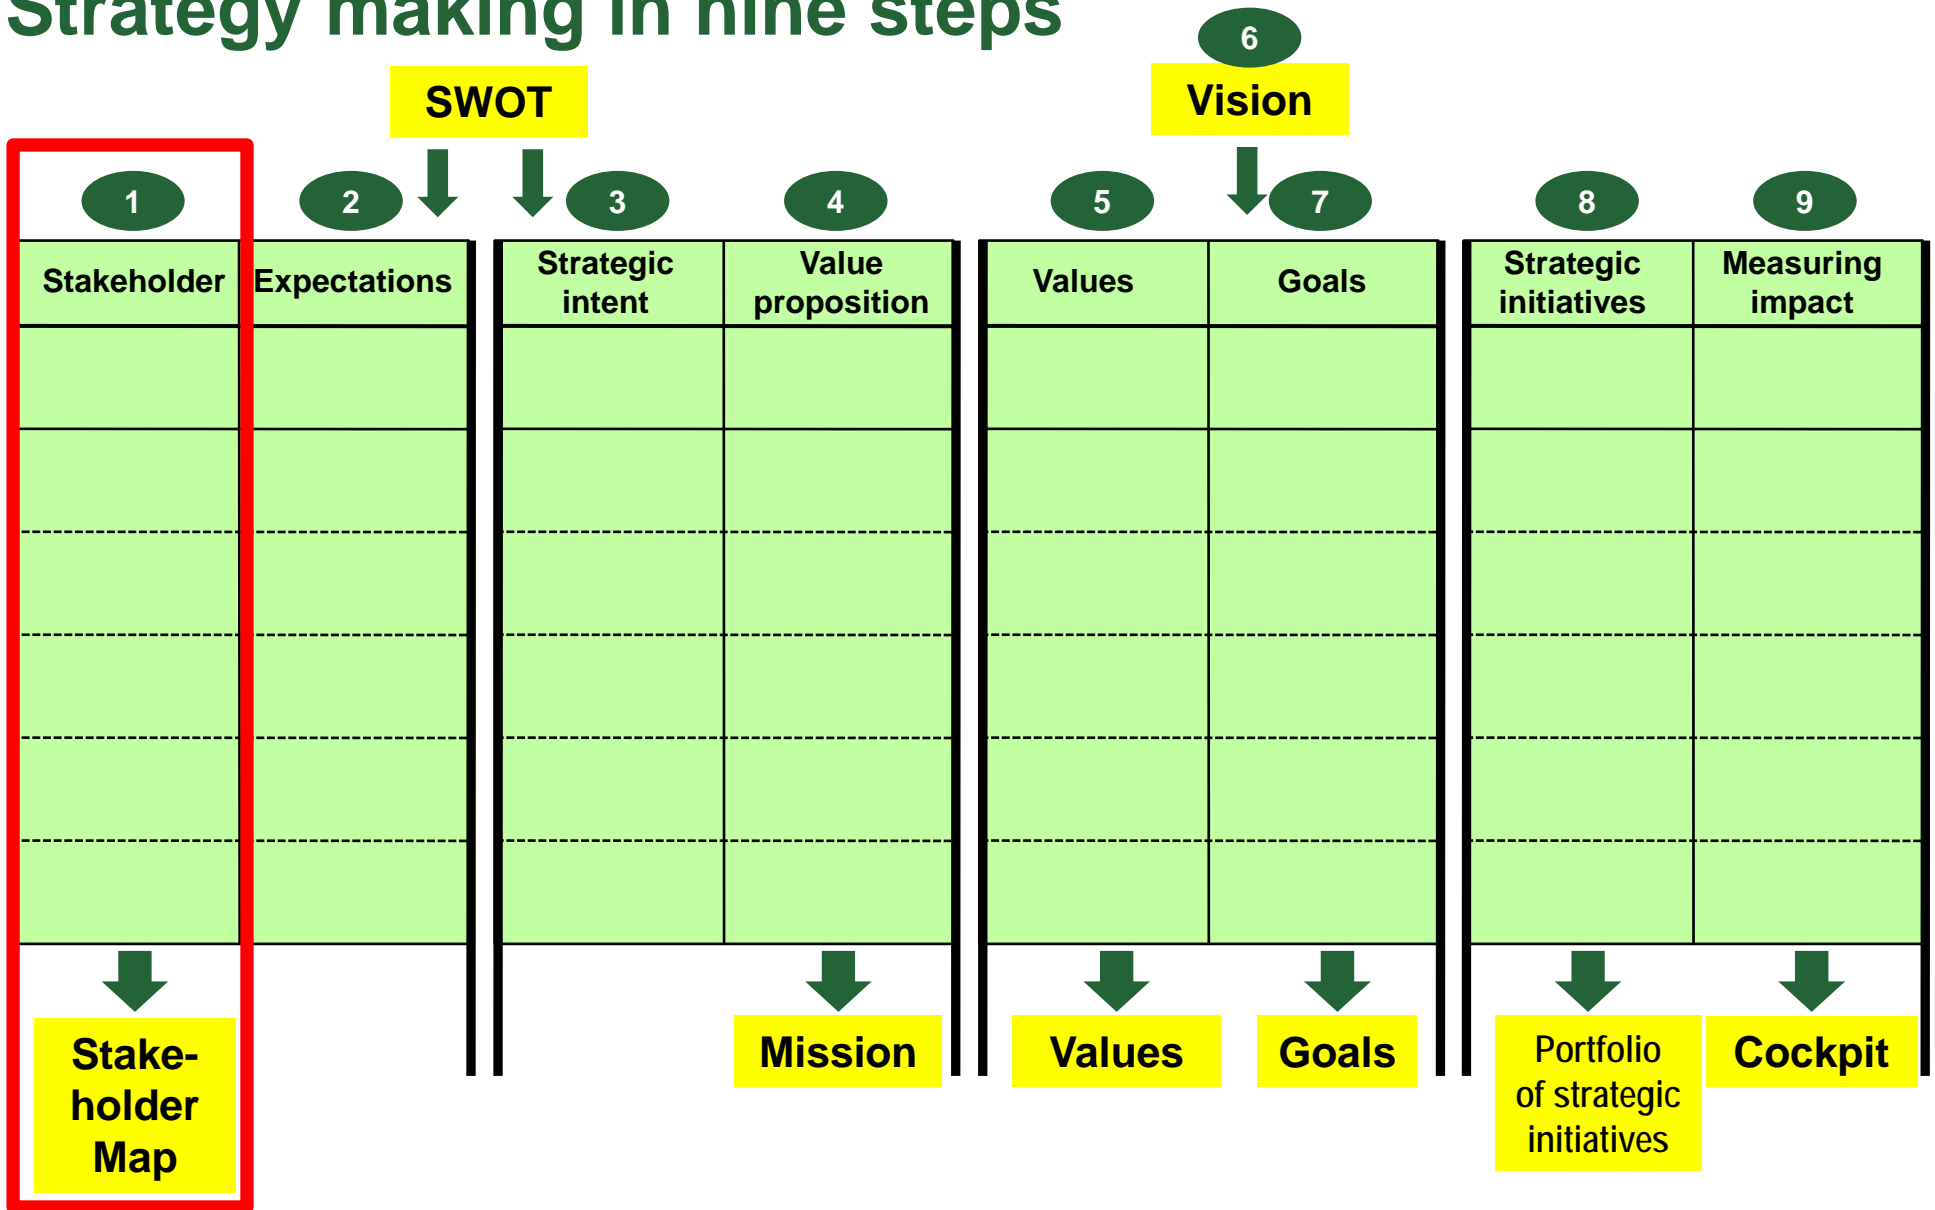 Strategy making in nine steps
6
SWOT
Vision
1
2
3
4
5
7
8
9
Stakeholder
Expectations
Strategic
intent
Value
proposition
Values
Goals
Strategic
initiatives
Measuring
impact
Stake-
holder
Map
Mission
Values
Goals
Portfolio
of strategic
initiatives
Cockpit